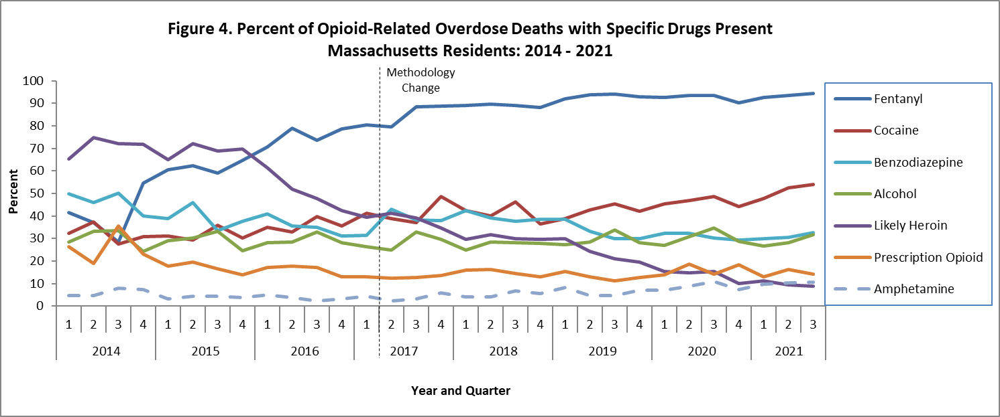 Figure 4. Percent of Opioid-Related Overdose Deaths with Specific Drugs Present
Massachusetts Residents: 2014 - 2021
Methodology
Change
100
90
80
70
60
50
40
30
20
10
0
Percent
1 2 3 4 1 2 3 4 1 2 3 4 1 2 3 4 1 2 3 4 1 2 3 4 1 2 3 4 1 2 3
2014 2015 2016 2017 2018 2019 2020 2021
Year and Quarter
Fentanyl
Cocaine
Benzodiazepine
Alcohol
Likely Heroin
Prescription Opioid
Amphetamine